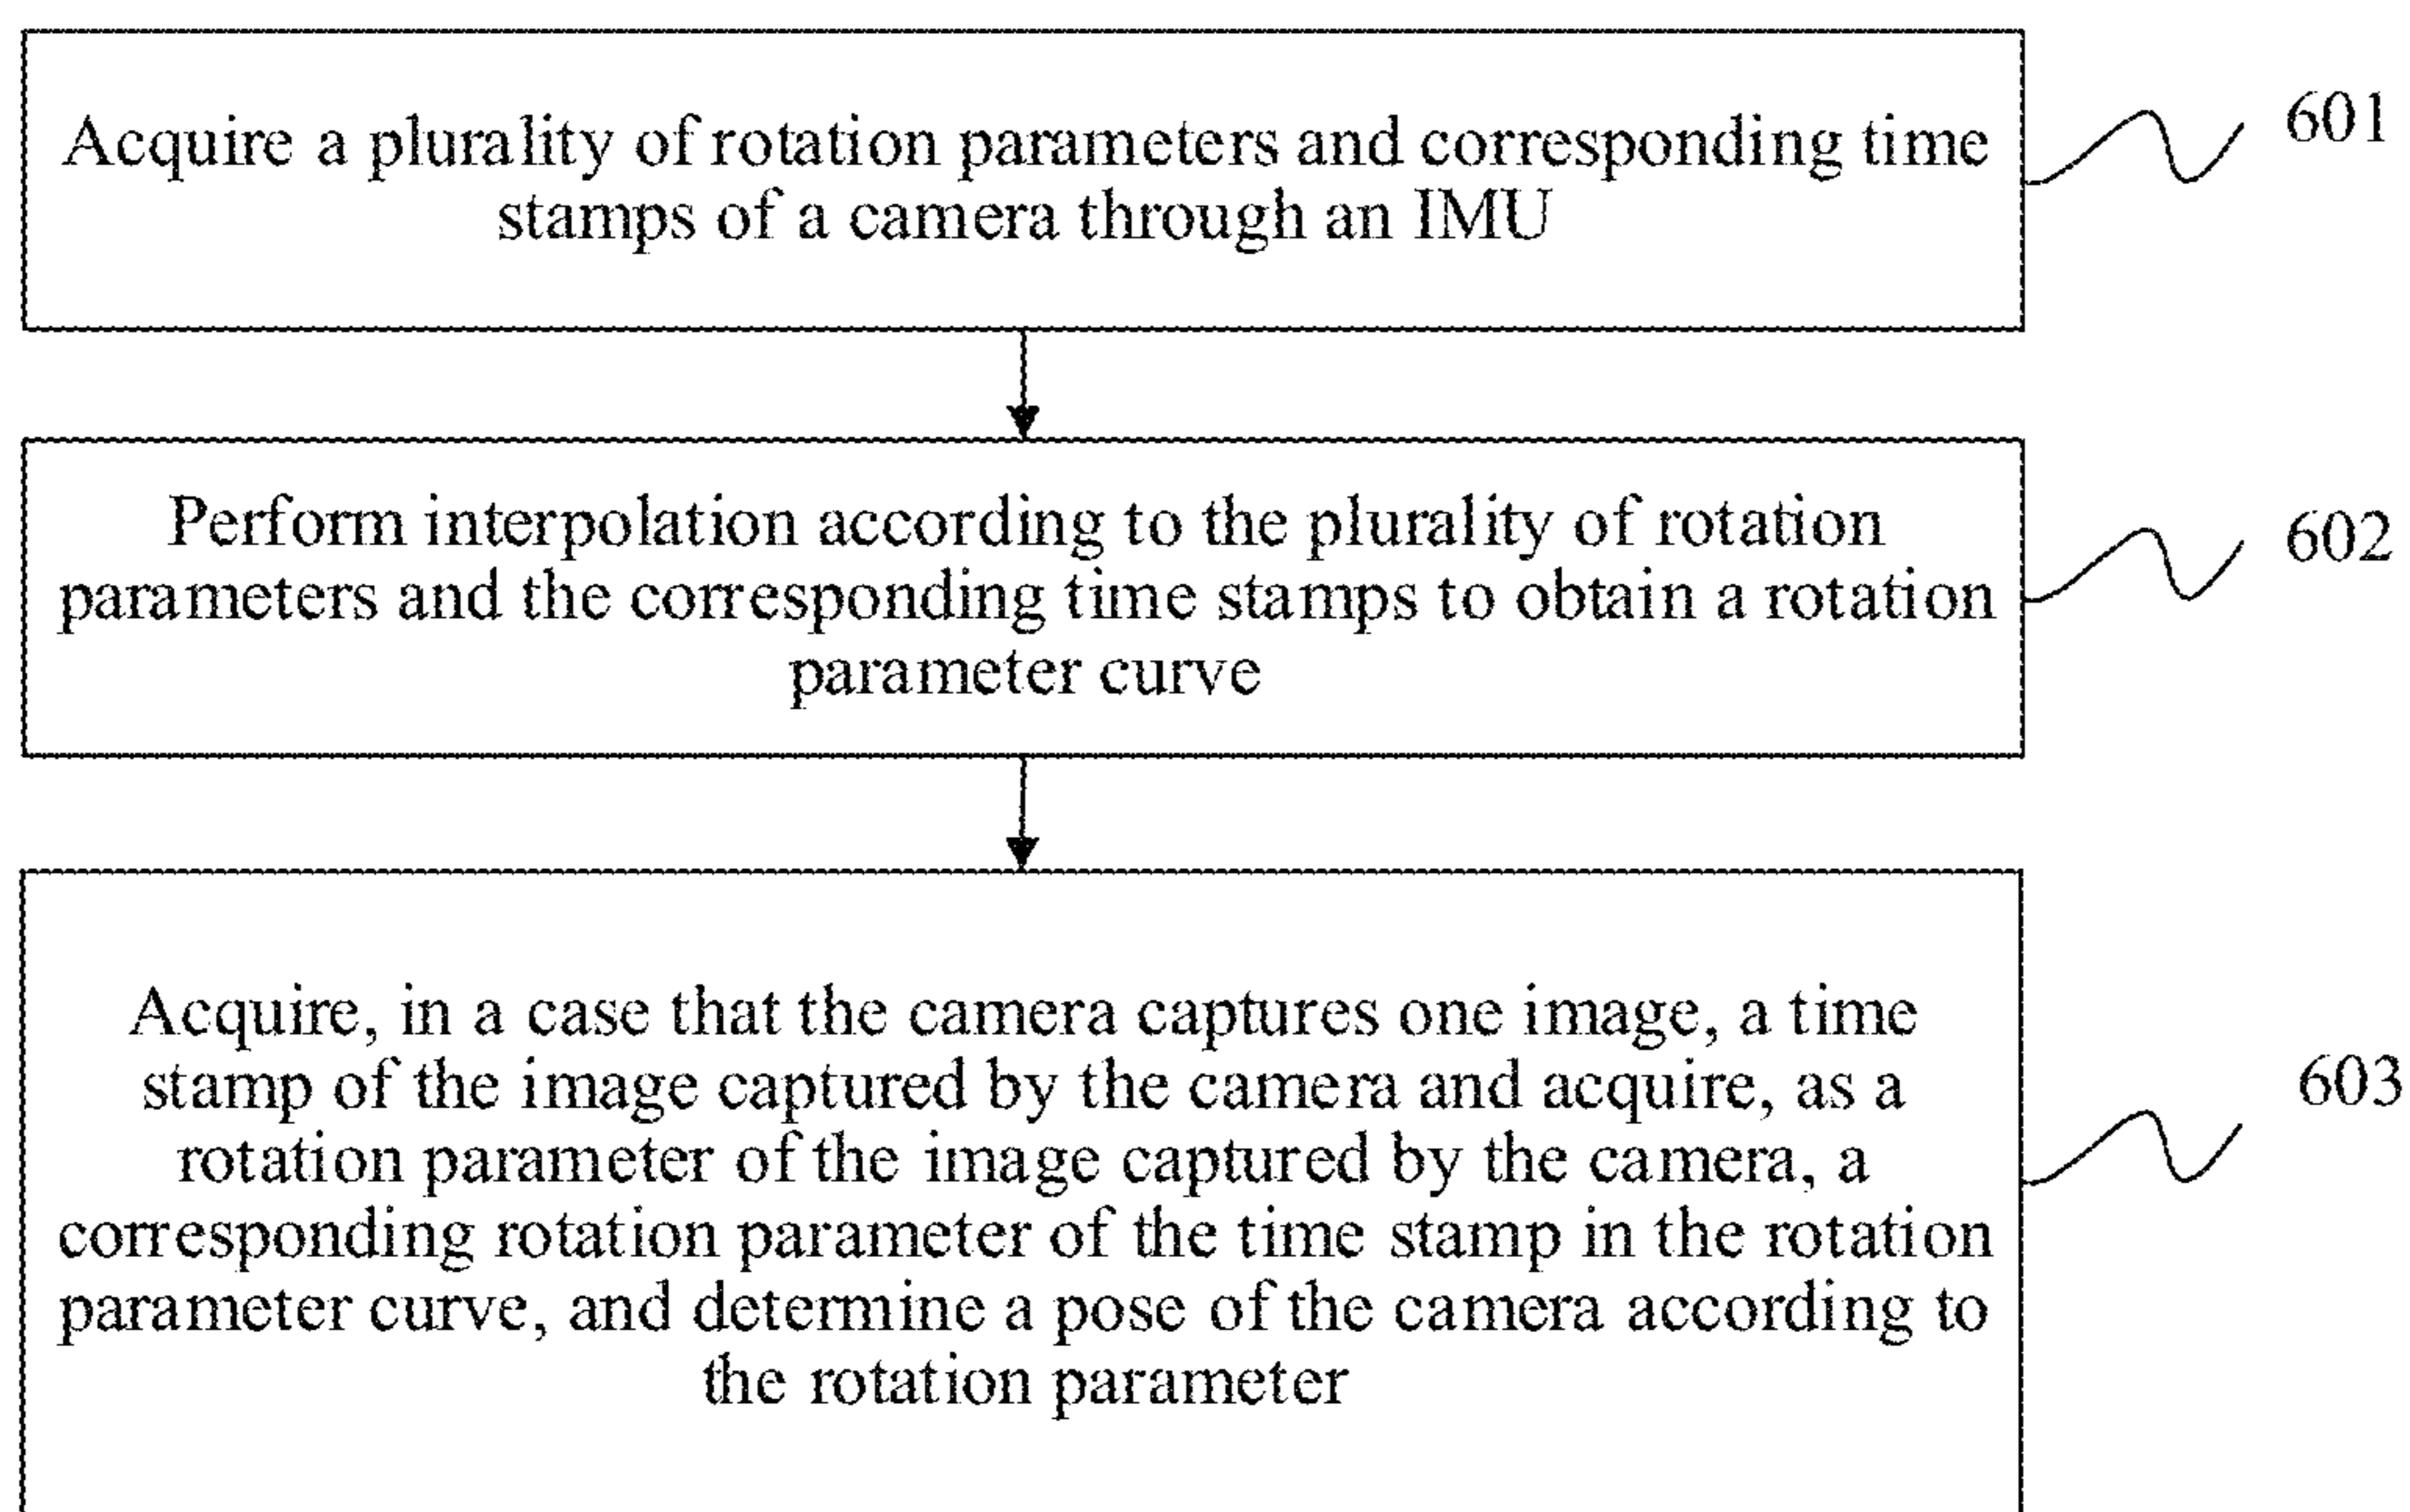 Acquire a plurality of rotation parameters and corresponding time
stamps of a camera through an IMU
601
Perform interpolation according to the plurality of rotation
parameters and the corresponding time stamps to obtain a rotation
parameter curve
602
Acquire, in a case that the camera captures one image, a time
stamp of the image captured by the camera and acquire, as a
rotation parameter of the image captured by the camera, a
corresponding rotation parameter of the time stamp in the rotation
parameter curve, and determine a pose of the camera according to
the rotation parameter
603